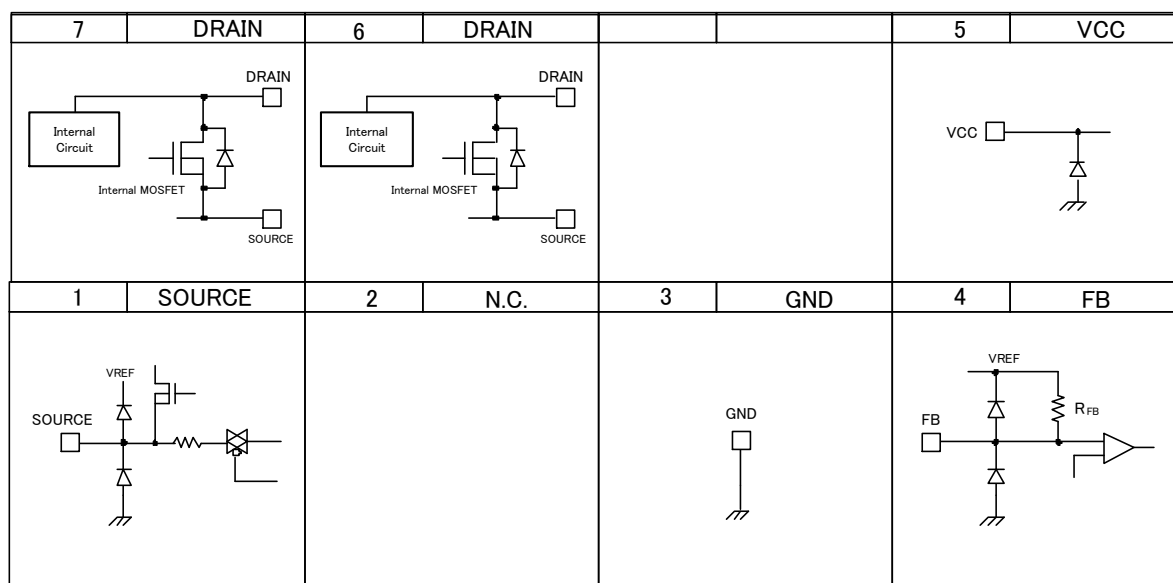 7 DRAIN 6 DRAIN 5 VCC
DRAIN
Internal
Circuit
Internal MOSFET
SOURCE
DRAIN
Internal
Circuit
Internal MOSFET
SOURCE
VCC
1 SOURCE 2 N.C. 3 GND 4 FB
VREF
SOURCE
GND
VREF
FB
RFB